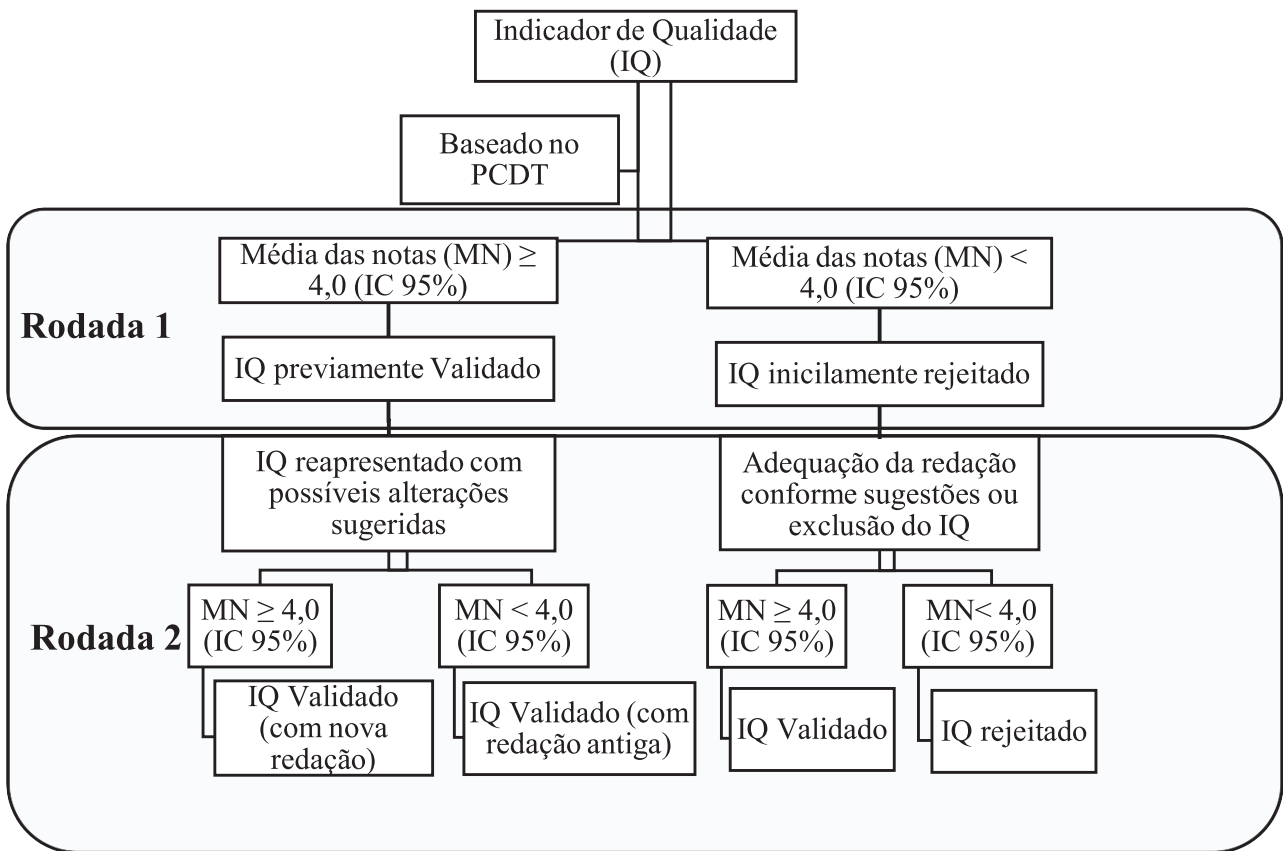 Indicador de Qualidade
(IQ)
Baseado no
PCDT
Rodada 1
Média das notas (MN) ≥
4,0 (IC 95%)
Média das notas (MN) <
4,0 (IC 95%)
IQ previamente Validado
IQ inicilamente rejeitado
Rodada 2
IQ reapresentado com
possíveis alterações
sugeridas
Adequação da redação
conforme sugestões ou
exclusão do IQ
MN ≥ 4,0
(IC 95%)
MN < 4,0
(IC 95%)
MN ≥ 4,0
(IC 95%)
MN< 4,0
(IC 95%)
IQ Validado
(com nova
redação)
IQ Validado (com
redação antiga)
IQ Validado
IQ rejeitado